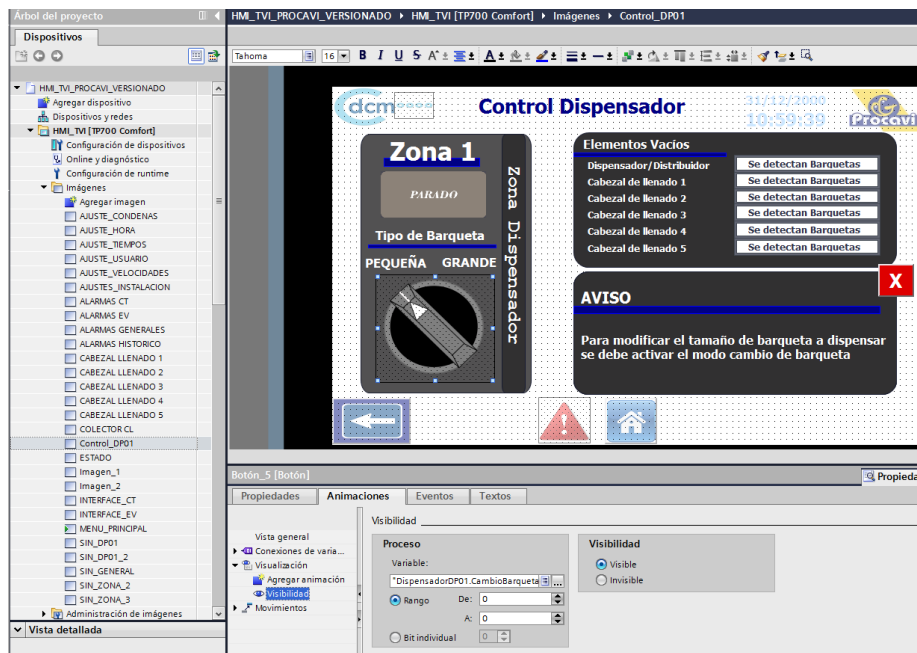 Árbol del proyecto
HMI_TVI_PROCAVI_VERSIONADO HMI_TVI [TP700 Comfort] Imágenes Control_DP01
Dispositivos
Tahoma 16 B I U S A
HMI_TVI_PROCAVI_VERSIONADO
Agregar dispositivo
Dispositivos y redes
HMI_TVI [TP700 Comfort]
Configuración de dispositivos
Online y diagnóstico
Configuración de runtime
Imágenes
Agregar imagen
AJUSTE_CONDENAS
AJUSTE_HORA
AJUSTE_TIEMPOS
AJUSTE_USUARIO
AJUSTE_VELOCIDADES
AJUSTES_INSTALACION
ALARMAS CT
ALARMAS EV
ALARMAS GENERALES
ALARMAS HISTORICO
CABEZAL LLENADO 1
CABEZAL LLENADO 2
CABEZAL LLENADO 3
CABEZAL LLENADO 4
CABEZAL LLENADO 5
COLECTOR CL
Control_DP01
ESTADO
Imagen_1
Imagen_2
INTERFACE_CT
INTERFACE_EV
MENU_PRINCIPAL
SIN_DP01
SIN_DP01_2
SIN_GENERAL
SIN_ZONA_2
SIN_ZONA_3
Administración de imágenes
Vista detallada
dcm
Control Dispensador
31/12/2000
10:59:39
Procavi
Zona 1
PARADO
Tipo de Barqueta
PEQUEÑA GRANDE
Zona Dispensador
Elementos Vacíos
Dispensador/Distribuidor Se detectan Barquetas
Cabezal de llenado 1 Se detectan Barquetas
Cabezal de llenado 2 Se detectan Barquetas
Cabezal de llenado 3 Se detectan Barquetas
Cabezal de llenado 4 Se detectan Barquetas
Cabezal de llenado 5 Se detectan Barquetas
X
AVISO
Para modificar el tamaño de barqueta a dispensar
se debe activar el modo cambio de barqueta
Botón_5 [Botón]
Propieda
Propiedades Animaciones Eventos Textos
Vista general
Conexiones de varia...
Visualización
Agregar animación
Visibilidad
Movimientos
Visibilidad
Proceso
Variable:
"DispensadorDP01.CambioBarqueta ...
Rango De: 0
A: 0
Bit individual 0
Visibilidad
Visible
Invisible